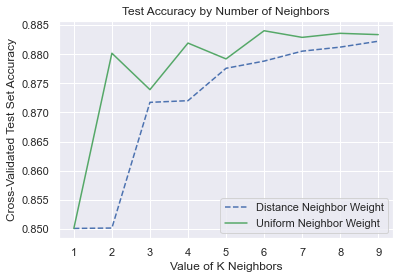 Test Accuracy by Number of Neighbors
Cross-Validated Test Set Accuracy
0.885
0.880
0.875
0.870
0.865
0.860
0.855
0.850
Distance Neighbor Weight
Uniform Neighbor Weight
1 2 3 4 5 6 7 8 9
Value of K Neighbors